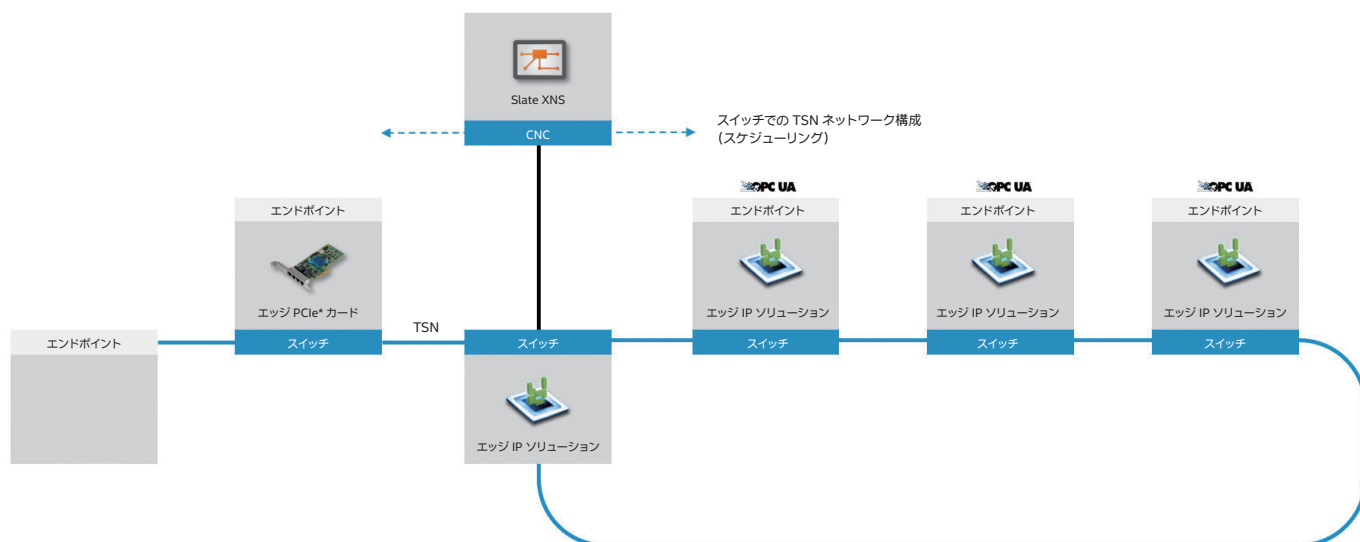 Slate XNS
CNC
スイッチでの TSN ネットワーク構成
(スケジューリング)
OPC UA
OPC UA
OPC UA
エンドポイント
エンドポイント
エンドポイント
エンドポイント
エッジ PCIe* カード
エッジ IP ソリューション
エッジ IP ソリューション
エッジ IP ソリューション
エンドポイント
スイッチ
TSN
スイッチ
スイッチ
スイッチ
スイッチ
エッジ IP ソリューション